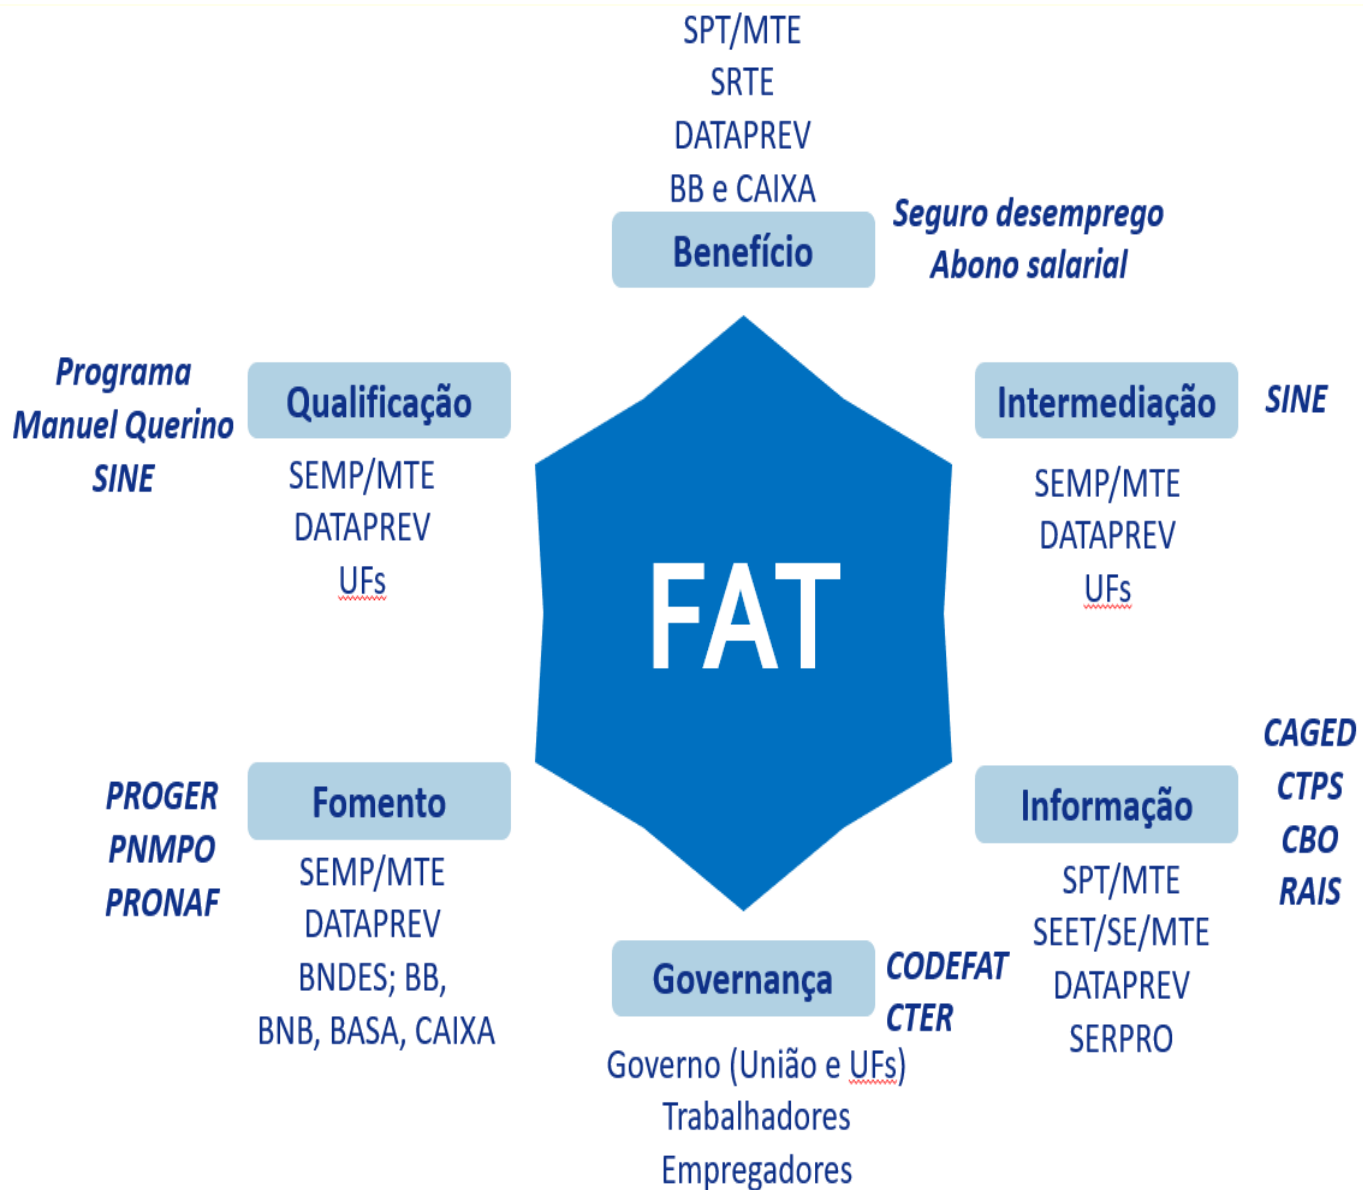 SPT/MTE
SRTE
DATAPREV
BB e CAIXA
Benefício
Seguro desemprego
Abono salarial
Programa
Manuel Querino
SINE
Qualificação
SEMP/MTE
DATAPREV
UFs
Intermediação
SINE
SEMP/MTE
DATAPREV
UFs
FAT
PROGER
PNMPO
PRONAF
Fomento
SEMP/MTE
DATAPREV
BNDES; BB,
BNB, BASA, CAIXA
CAGED
CTPS
CBO
RAIS
Informação
SPT/MTE
SEET/SE/MTE
DATAPREV
SERPRO
Governança
CODEFAT
CTER
Governo (União e UFs)
Trabalhadores
Empregadores